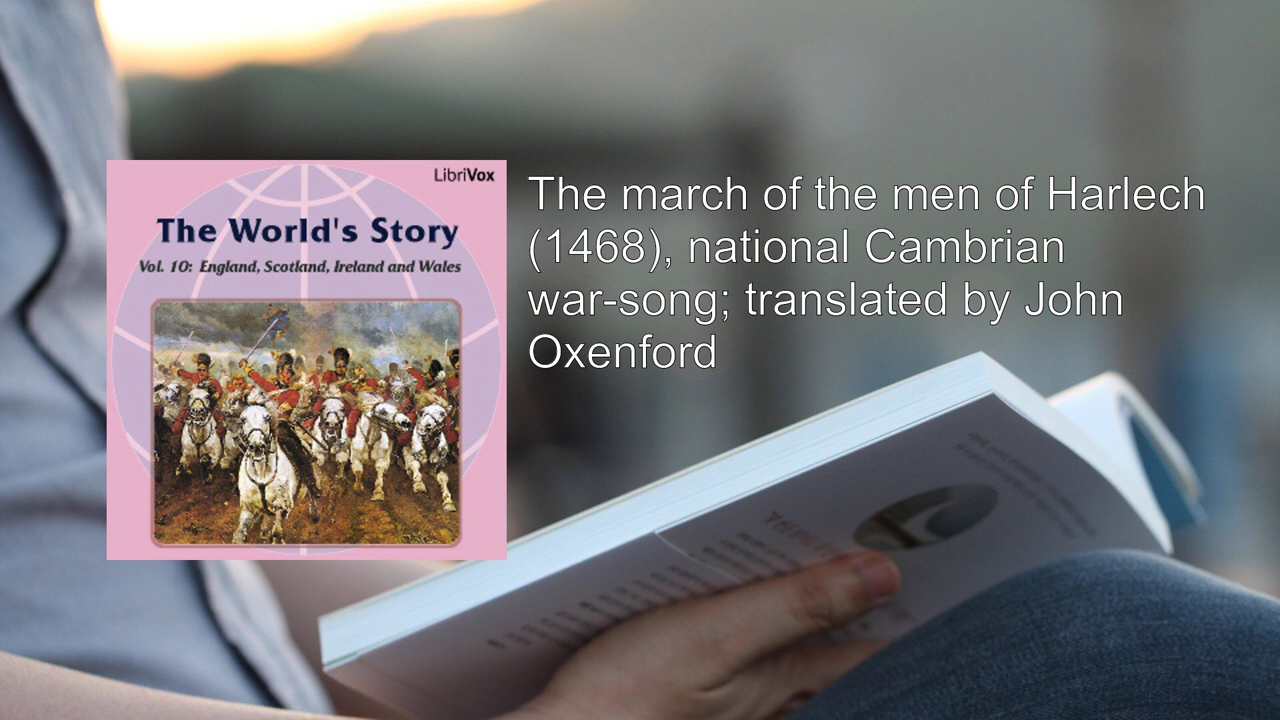 LibriVox
The World's Story
Vol. 10: England, Scotland, Ireland and Wales
The march of the men of Harlech
(1468), national Cambrian
war-song; translated by John
Oxenford